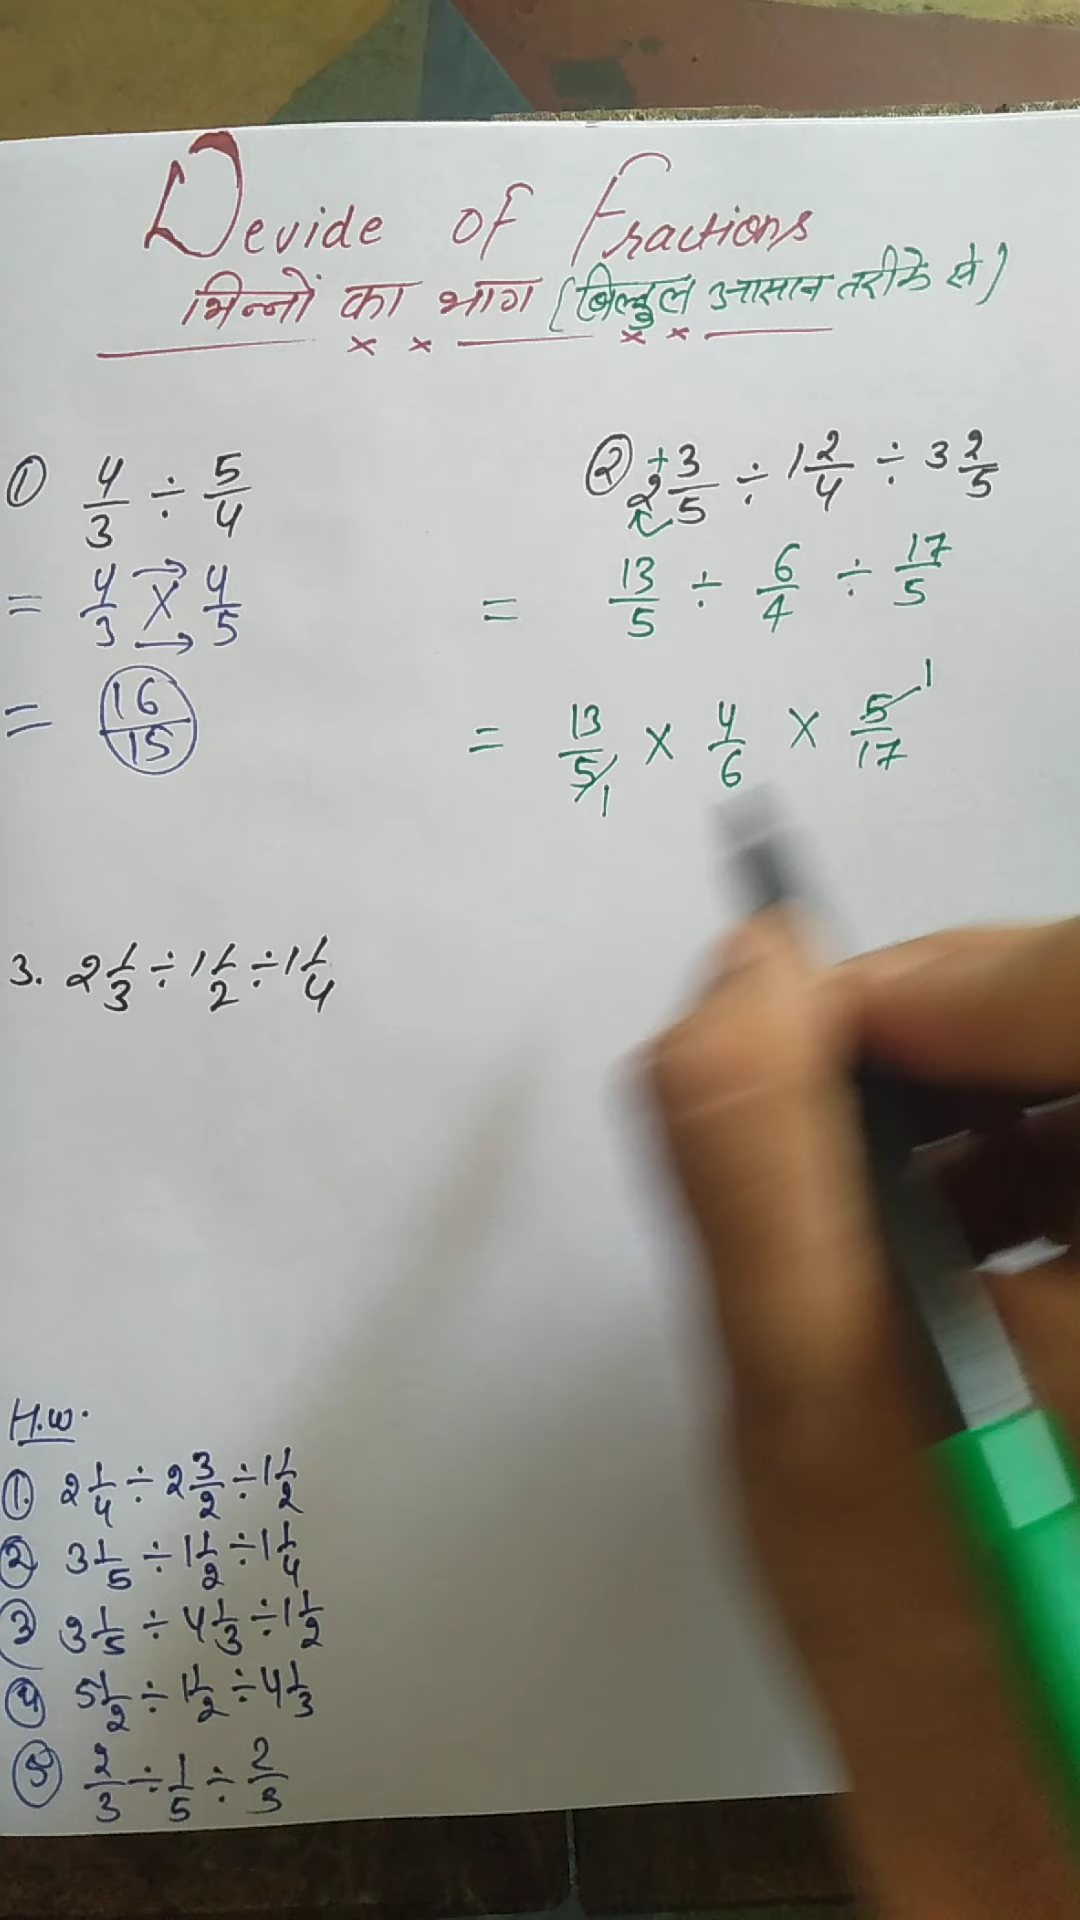 Devide of Fractions
भिन्नों का भाग (बिल्कुल आसान तरीके से)
× × × ×
① 4/3 ÷ 5/4
= 4/3 × 4/5
= 16/15
② 2 3/5 ÷ 1 2/4 ÷ 3 2/5
= 13/5 ÷ 6/4 ÷ 17/5
= 13/5 × 4/6 × 5/17
3. 2 1/3 ÷ 1 1/2 ÷ 1 1/4
H.W.
①. 2 1/4 ÷ 2 3/2 ÷ 1 1/2
② 3 1/5 ÷ 1 1/2 ÷ 1 1/4
③ 3 1/5 ÷ 4 1/3 ÷ 1 1/2
④ 5 1/2 ÷ 1 1/2 ÷ 4 1/3
⑤ 2/3 ÷ 1/5 ÷ 2/3